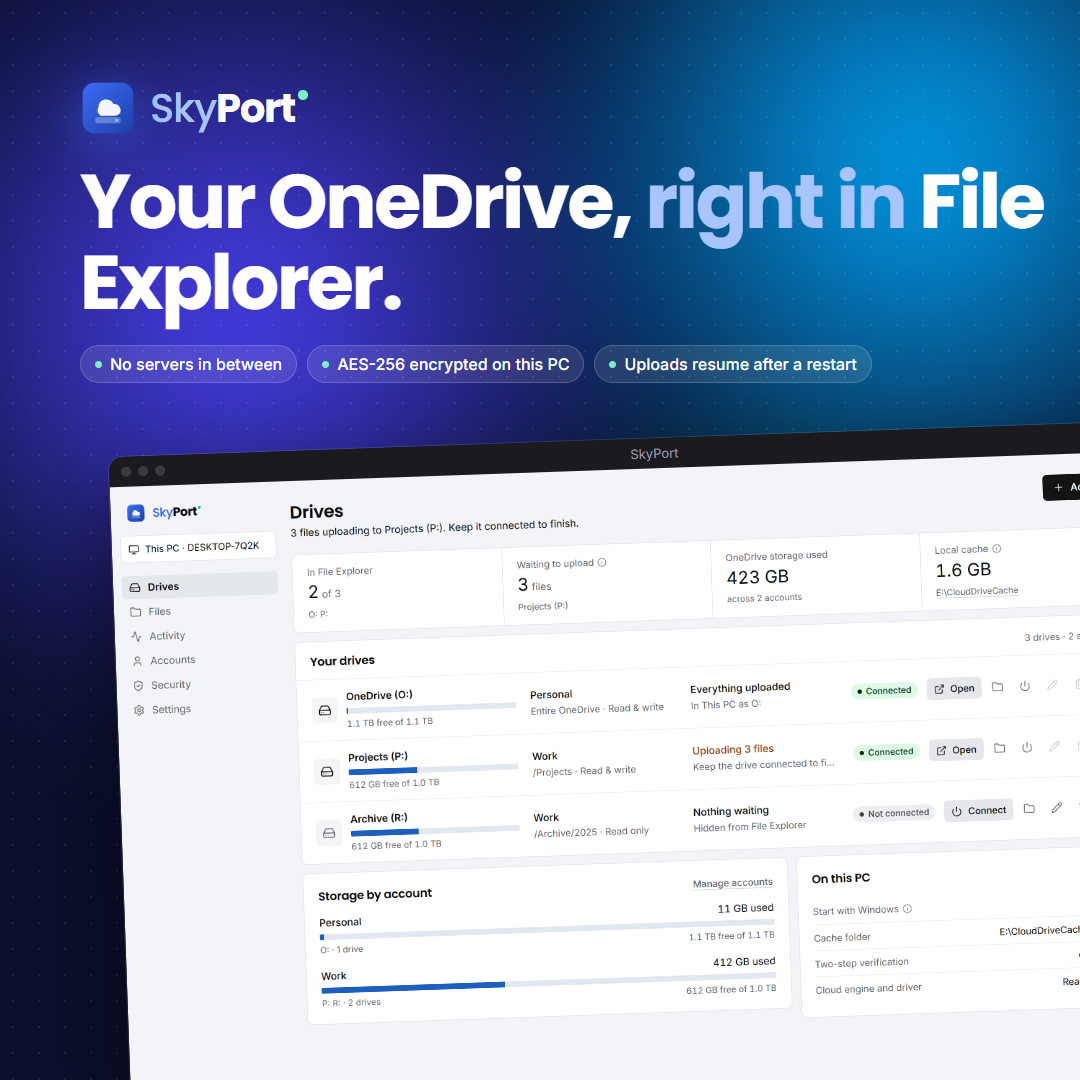 SkyPort
Your OneDrive, right in File
Explorer.
No servers in between
AES-256 encrypted on this PC
Uploads resume after a restart
SkyPort
SkyPort
This PC · DESKTOP-7Q2K
Drives
Files
Activity
Accounts
Security
Settings
Drives
3 files uploading to Projects (P:). Keep it connected to finish.
In File Explorer
2 of 3
O: P:
Waiting to upload
3 files
Projects (P:)
OneDrive storage used
423 GB
across 2 accounts
Local cache
1.6 GB
E:\CloudDriveCache
Your drives
3 drives · 2
OneDrive (O:)
1.1 TB free of 1.1 TB
Personal
Entire OneDrive · Read & write
Everything uploaded
In This PC as O:
Connected
Open
Projects (P:)
612 GB free of 1.0 TB
Work
/Projects · Read & write
Uploading 3 files
Keep the drive connected to fi...
Connected
Open
Archive (R:)
612 GB free of 1.0 TB
Work
/Archive/2025 · Read only
Nothing waiting
Hidden from File Explorer
Not connected
Connect
Storage by account
Manage accounts
Personal
11 GB used
O: · 1 drive
1.1 TB free of 1.1 TB
Work
412 GB used
P: R: · 2 drives
612 GB free of 1.0 TB
On this PC
Start with Windows
Cache folder
E:\CloudDriveCach
Two-step verification
Cloud engine and driver